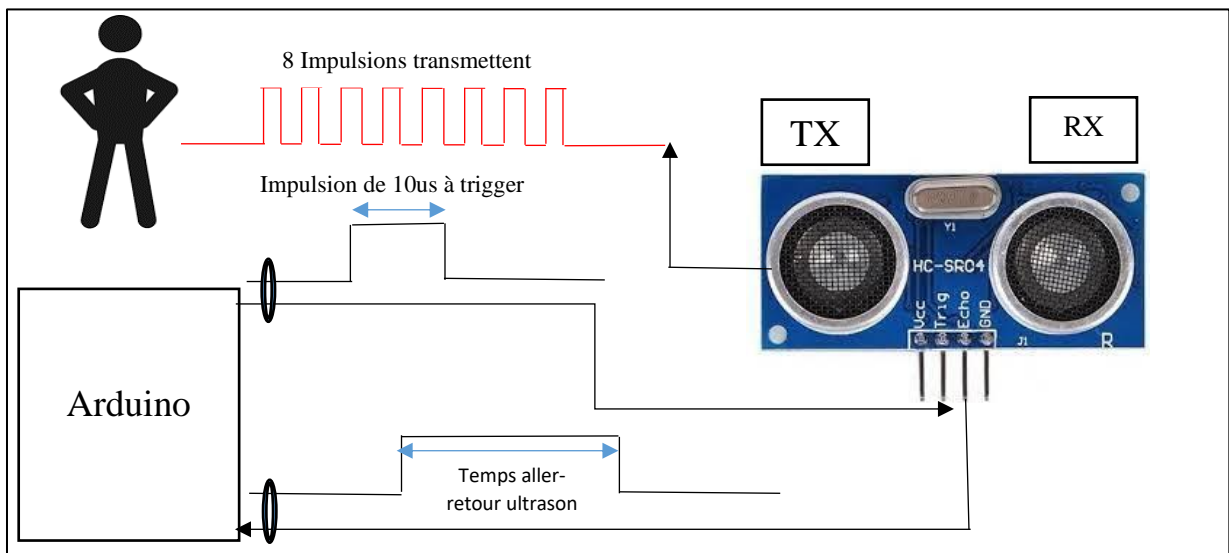 8 Impulsions transmettent
TX
RX
Impulsion de 10us à trigger
Y1
HC-SR04
Vcc
Trig
Echo
GND
J1
R
Arduino
Temps aller-
retour ultrason